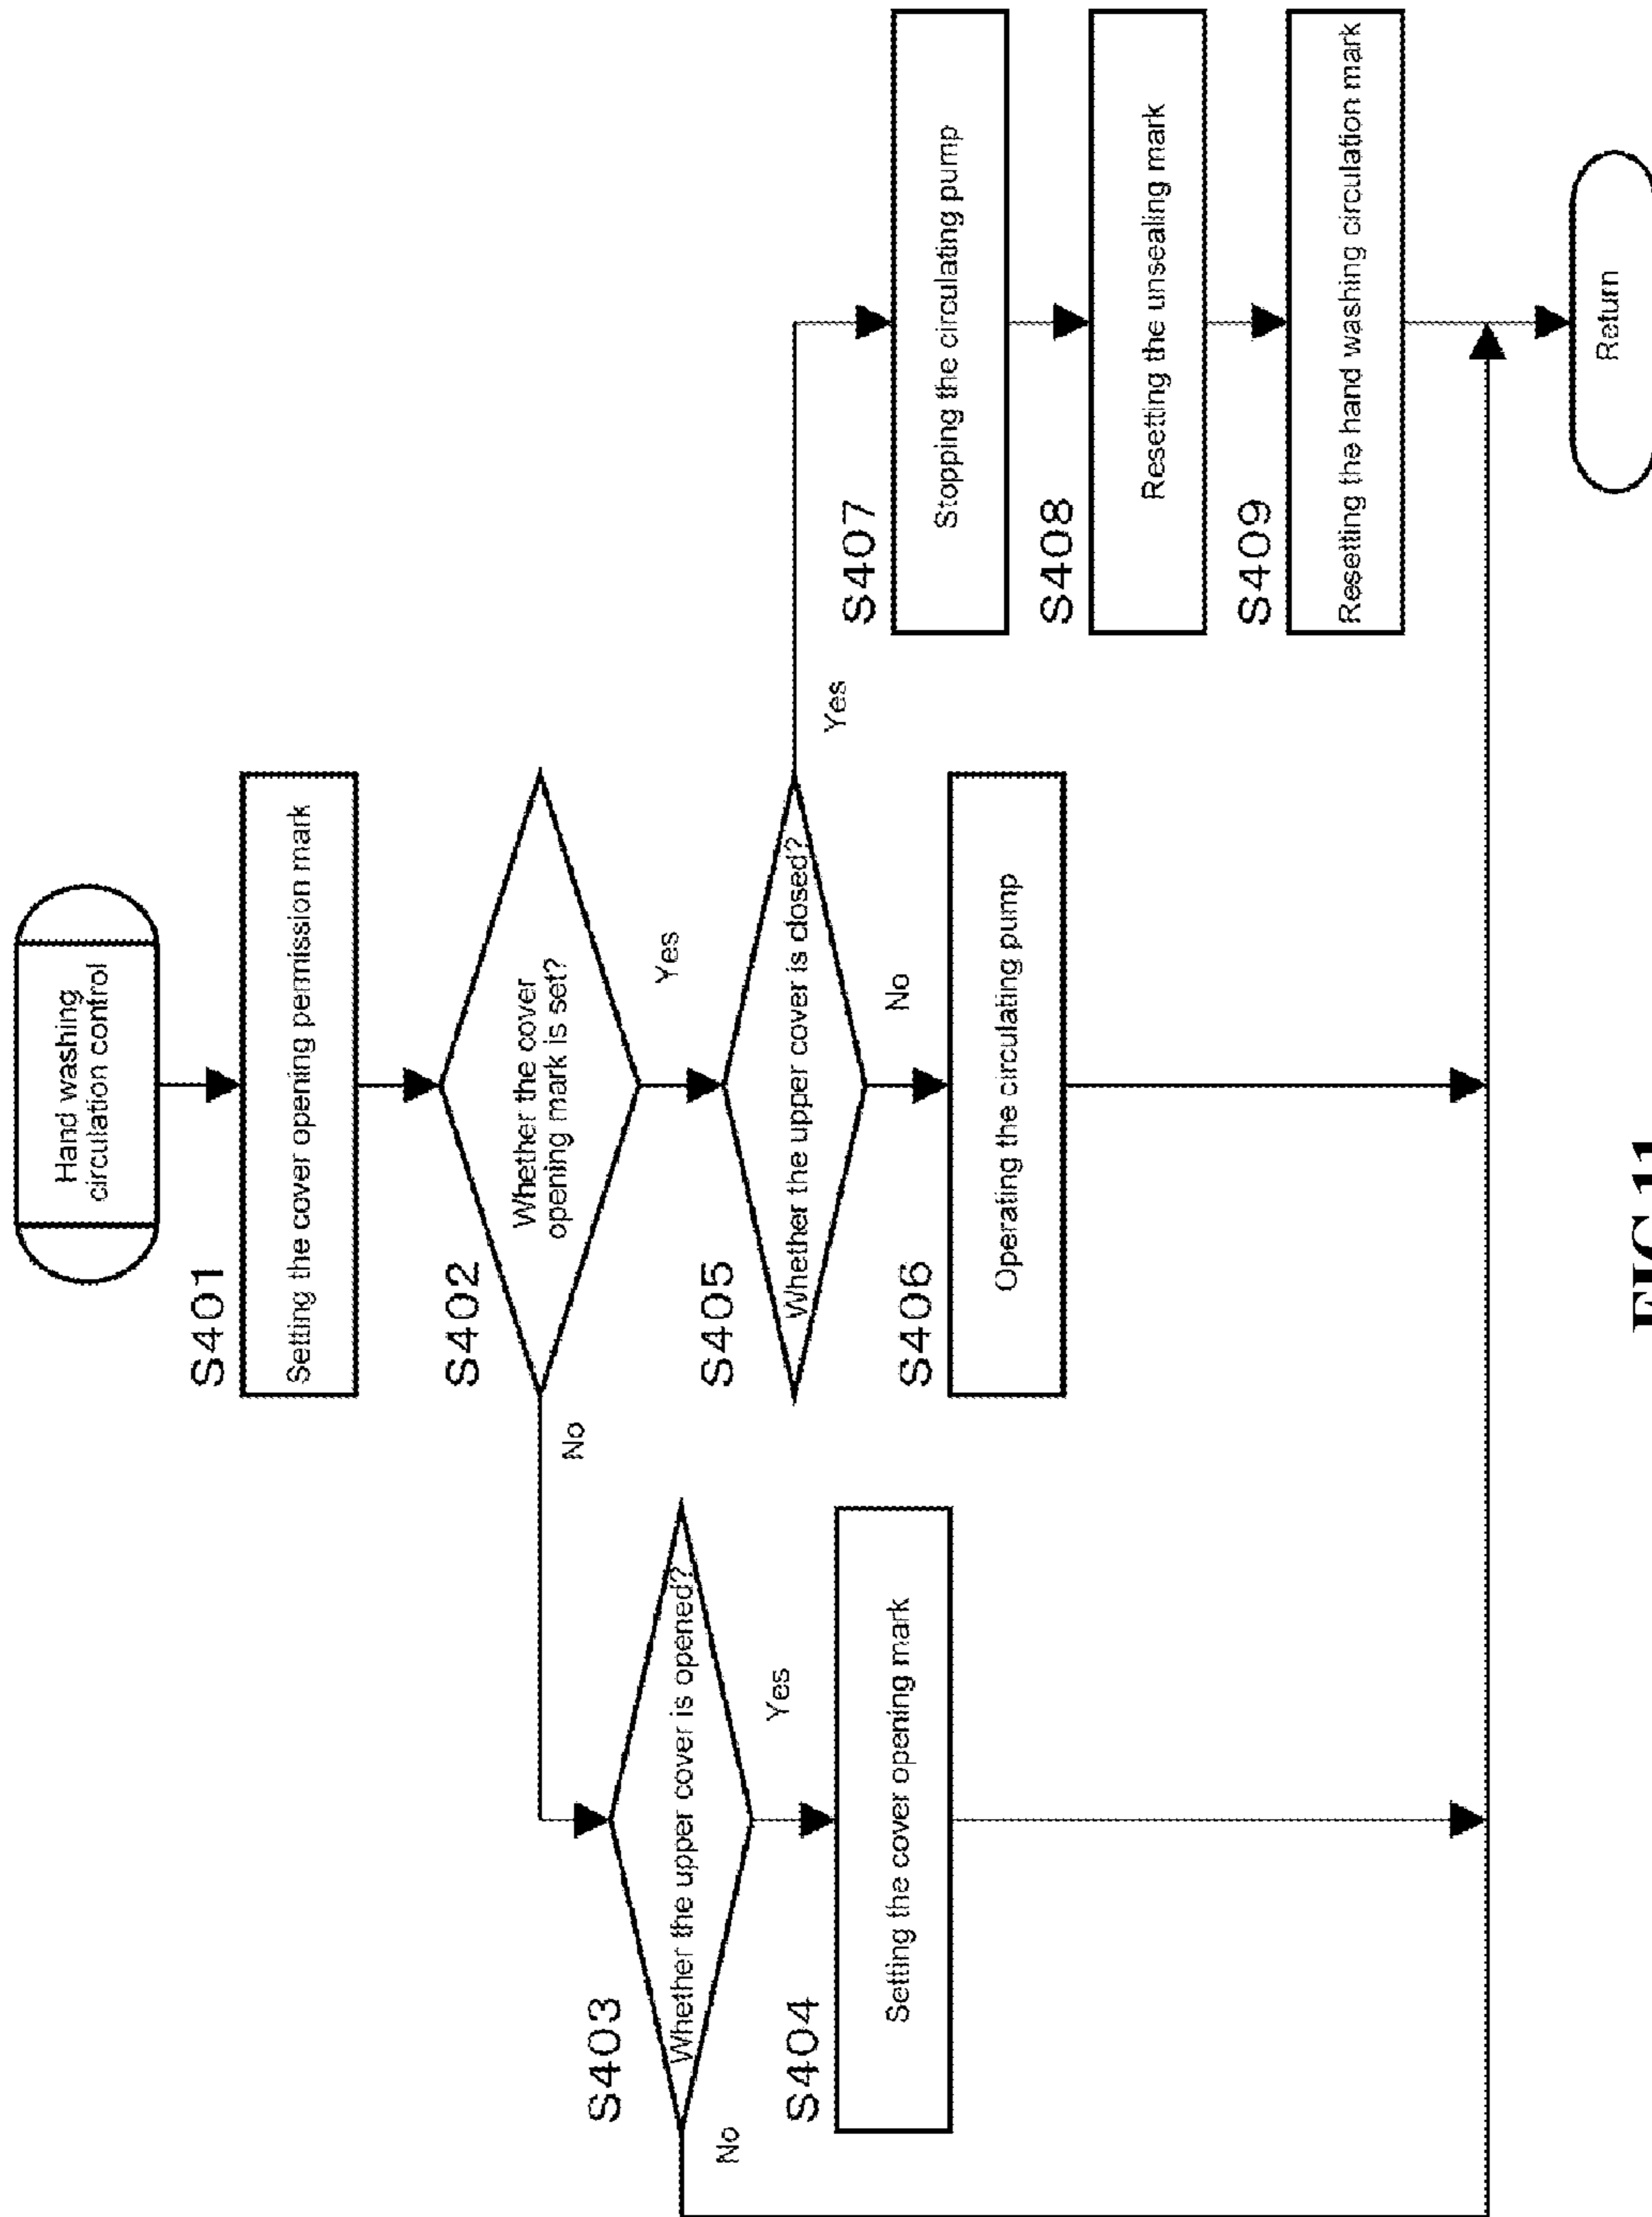 Hand washing
circulation control
S401
Setting the cover opening permission mark
S402
Whether the cover
opening mark is set?
No
Yes
S403
Whether the upper cover is opened?
No
Yes
S404
Setting the cover opening mark
S405
Whether the upper cover is closed?
Yes
No
S406
Operating the circulating pump
S407
Stopping the circulating pump
S408
Resetting the unsealing mark
S409
Resetting the hand washing circulation mark
Return
FIG.11